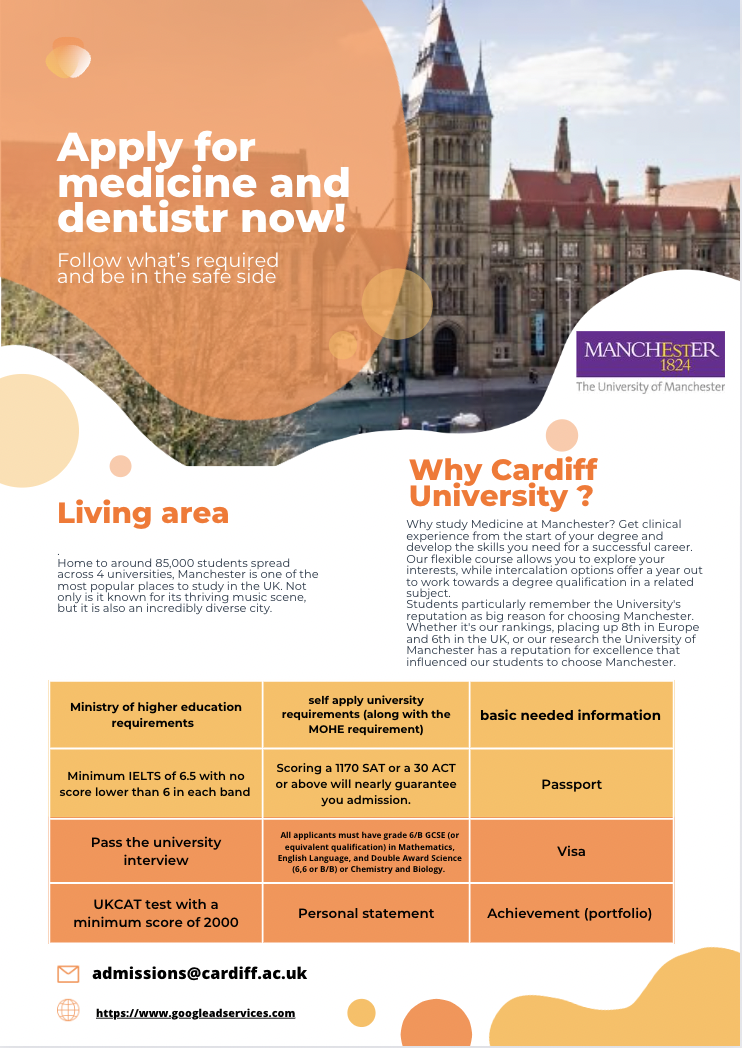 Apply for
medicine and
dentistr now!
Follow what's required
and be in the safe side
MANCHESTER
1824
The University of Manchester
Living area
.
Home to around 85,000 students spread
across 4 universities, Manchester is one of the
most popular places to study in the UK. Not
only is it known for its thriving music scene,
but it is also an incredibly diverse city.
Why Cardiff
University ?
Why study Medicine at Manchester? Get clinical
experience from the start of your degree and
develop the skills you need for a successful career.
Our flexible course allows you to explore your
interests, while intercalation options offer a year out
to work towards a degree qualification in a related
subject.
Students particularly remember the University's
reputation as big reason for choosing Manchester.
Whether it's our rankings, placing up 8th in Europe
and 6th in the UK, or our research the University of
Manchester has a reputation for excellence that
influenced our students to choose Manchester.
Ministry of higher education
requirements
self apply university
requirements (along with the
MOHE requirement)
basic needed information
Minimum IELTS of 6.5 with no
score lower than 6 in each band
Scoring a 1170 SAT or a 30 ACT
or above will nearly guarantee
you admission.
Passport
Pass the university
interview
All applicants must have grade 6/B GCSE (or
equivalent qualification) in Mathematics,
English Language, and Double Award Science
(6,6 or B/B) or Chemistry and Biology.
Visa
UKCAT test with a
minimum score of 2000
Personal statement
Achievement (portfolio)
admissions@cardiff.ac.uk
https://www.googleadservices.com